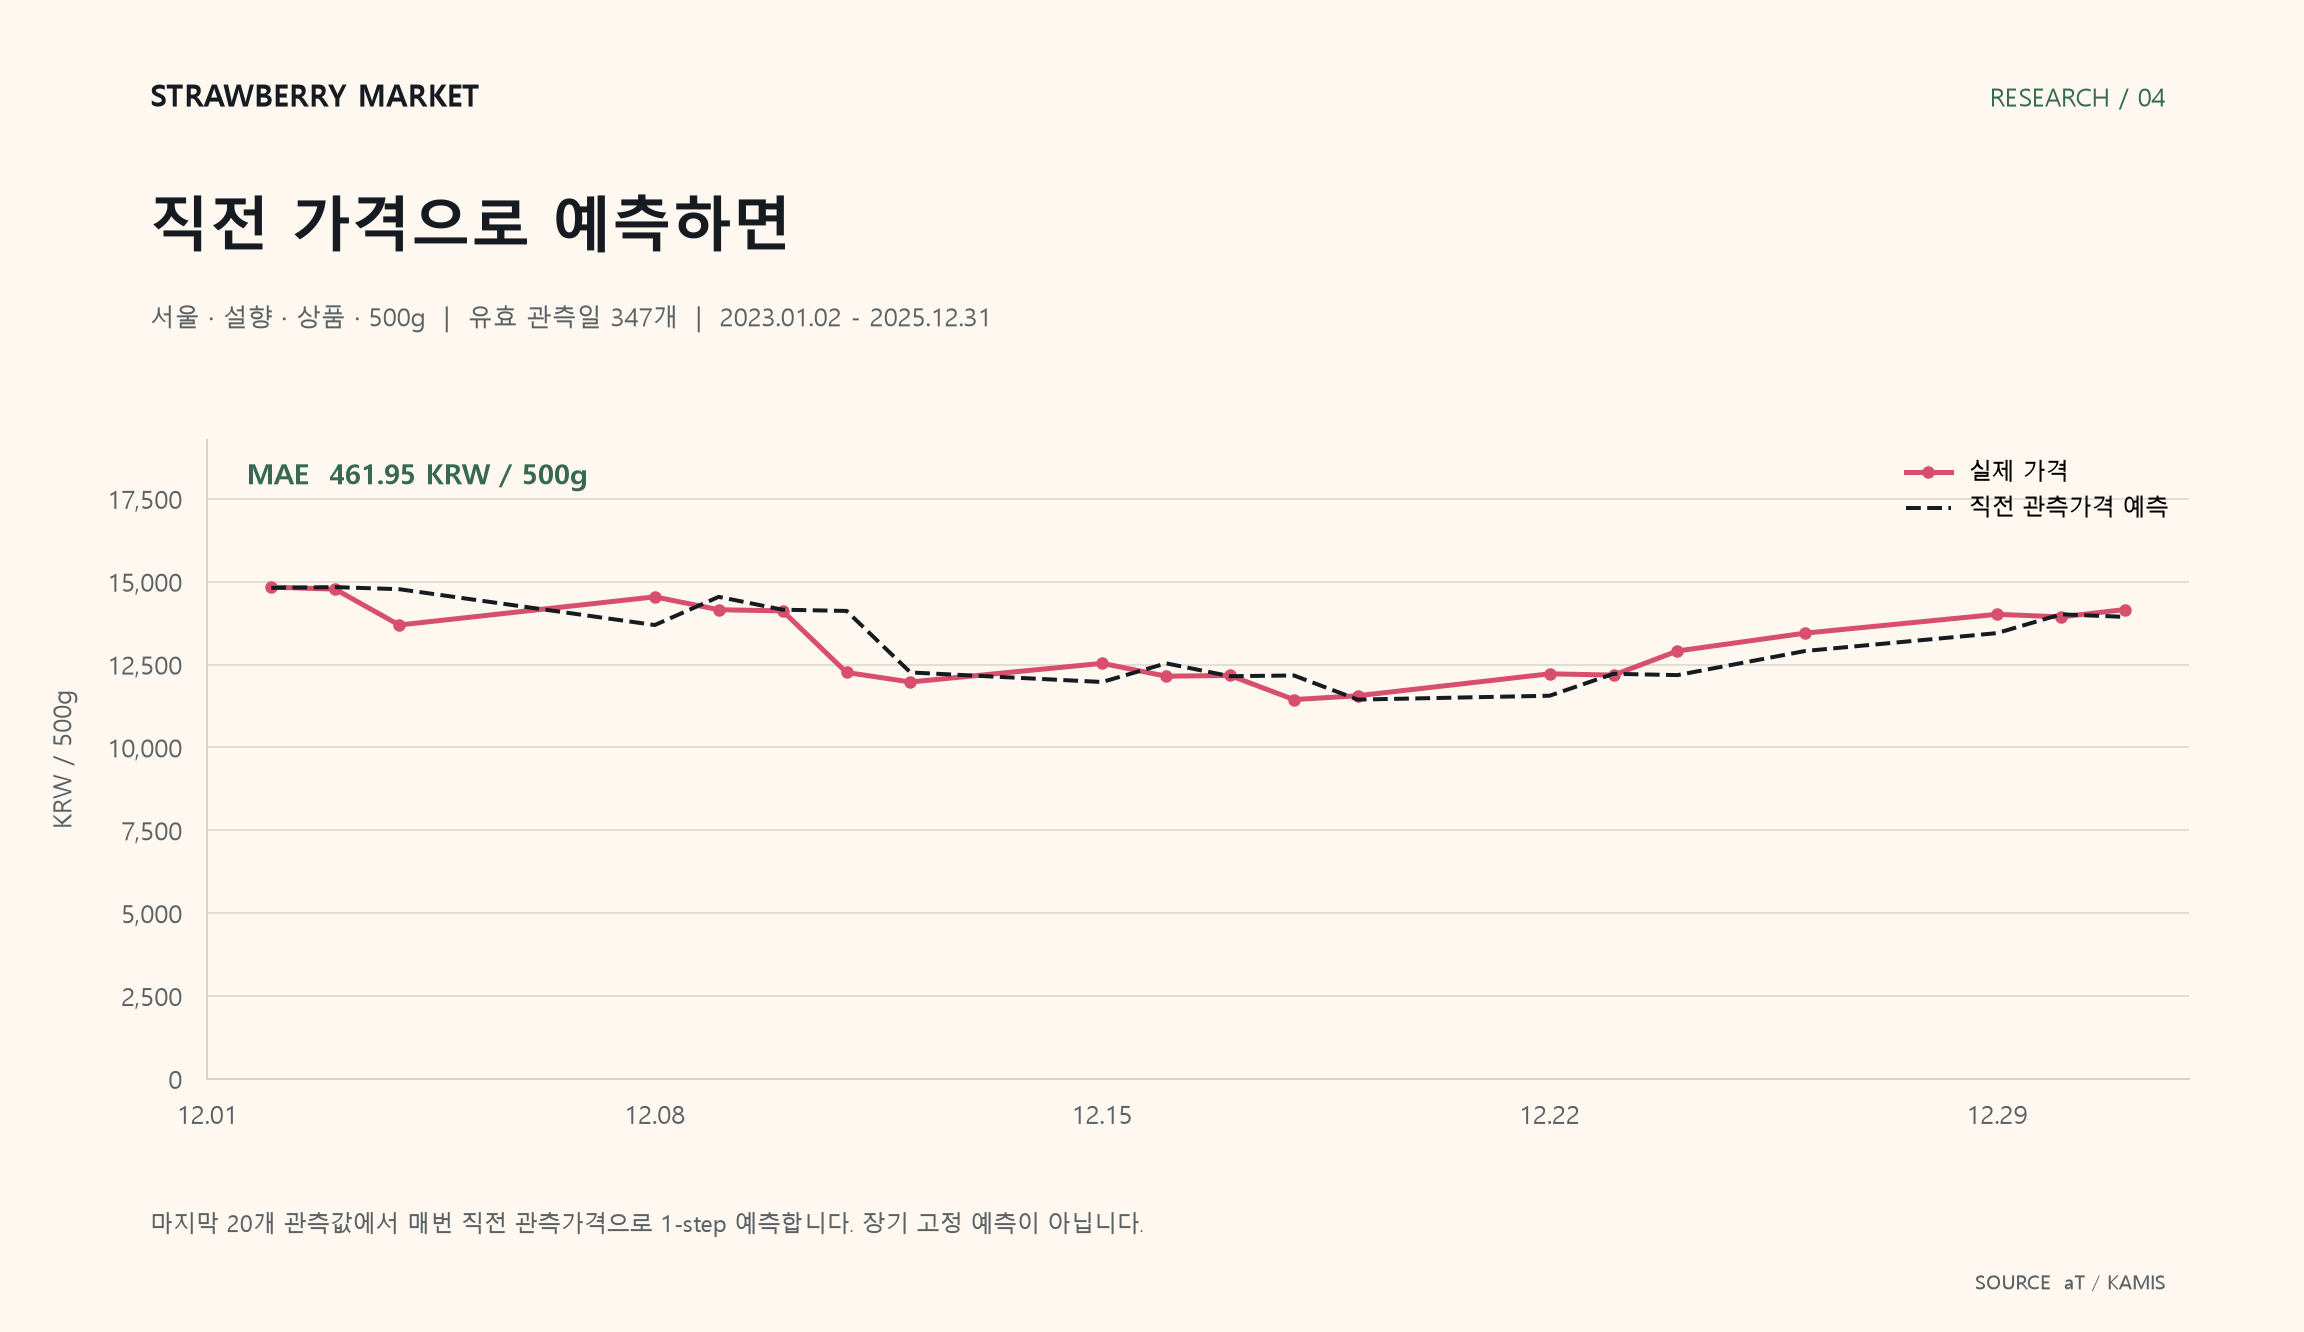 STRAWBERRY MARKET
RESEARCH / 04
직전 가격으로 예측하면
서울 · 설향 · 상품 · 500g | 유효 관측일 347개 | 2023.01.02 - 2025.12.31
MAE 461.95 KRW / 500g
실제 가격
직전 관측가격 예측
KRW / 500g
17,500
15,000
12,500
10,000
7,500
5,000
2,500
0
12.01
12.08
12.15
12.22
12.29
마지막 20개 관측값에서 매번 직전 관측가격으로 1-step 예측합니다. 장기 고정 예측이 아닙니다.
SOURCE aT / KAMIS